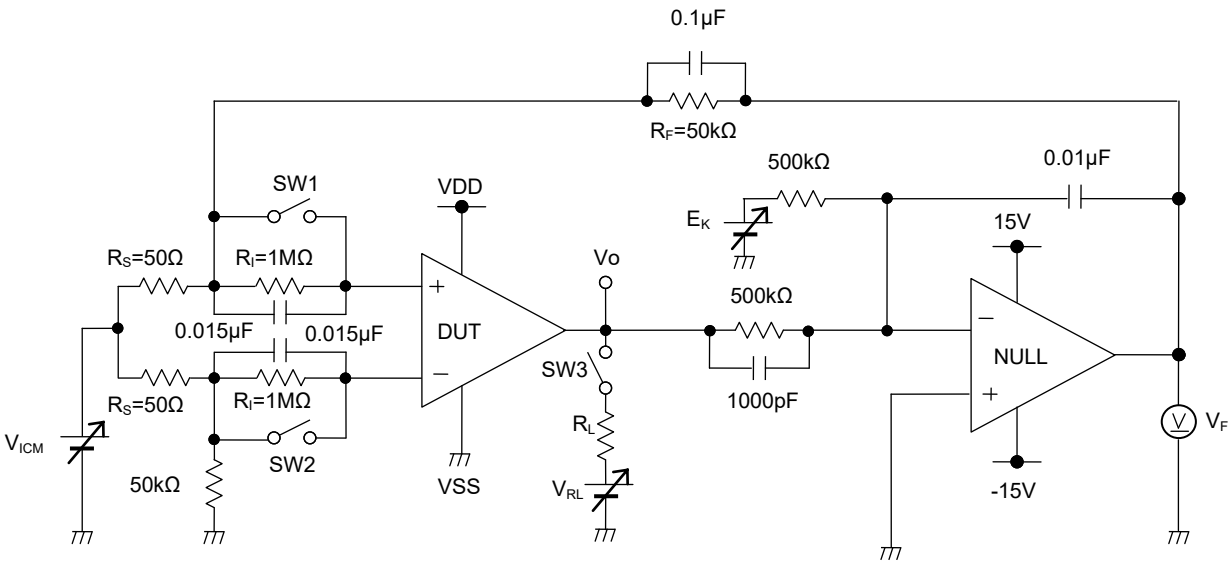 0.1µF
RF=50kΩ
500kΩ
0.01µF
SW1
VDD
EK
15V
RS=50Ω
RI=1MΩ
Vo
500kΩ
+
0.015µF
0.015µF
DUT
−
NULL
SW3
−
+
RS=50Ω
RI=1MΩ
1000pF
VICM
SW2
RL
V
VF
50kΩ
VSS
VRL
-15V